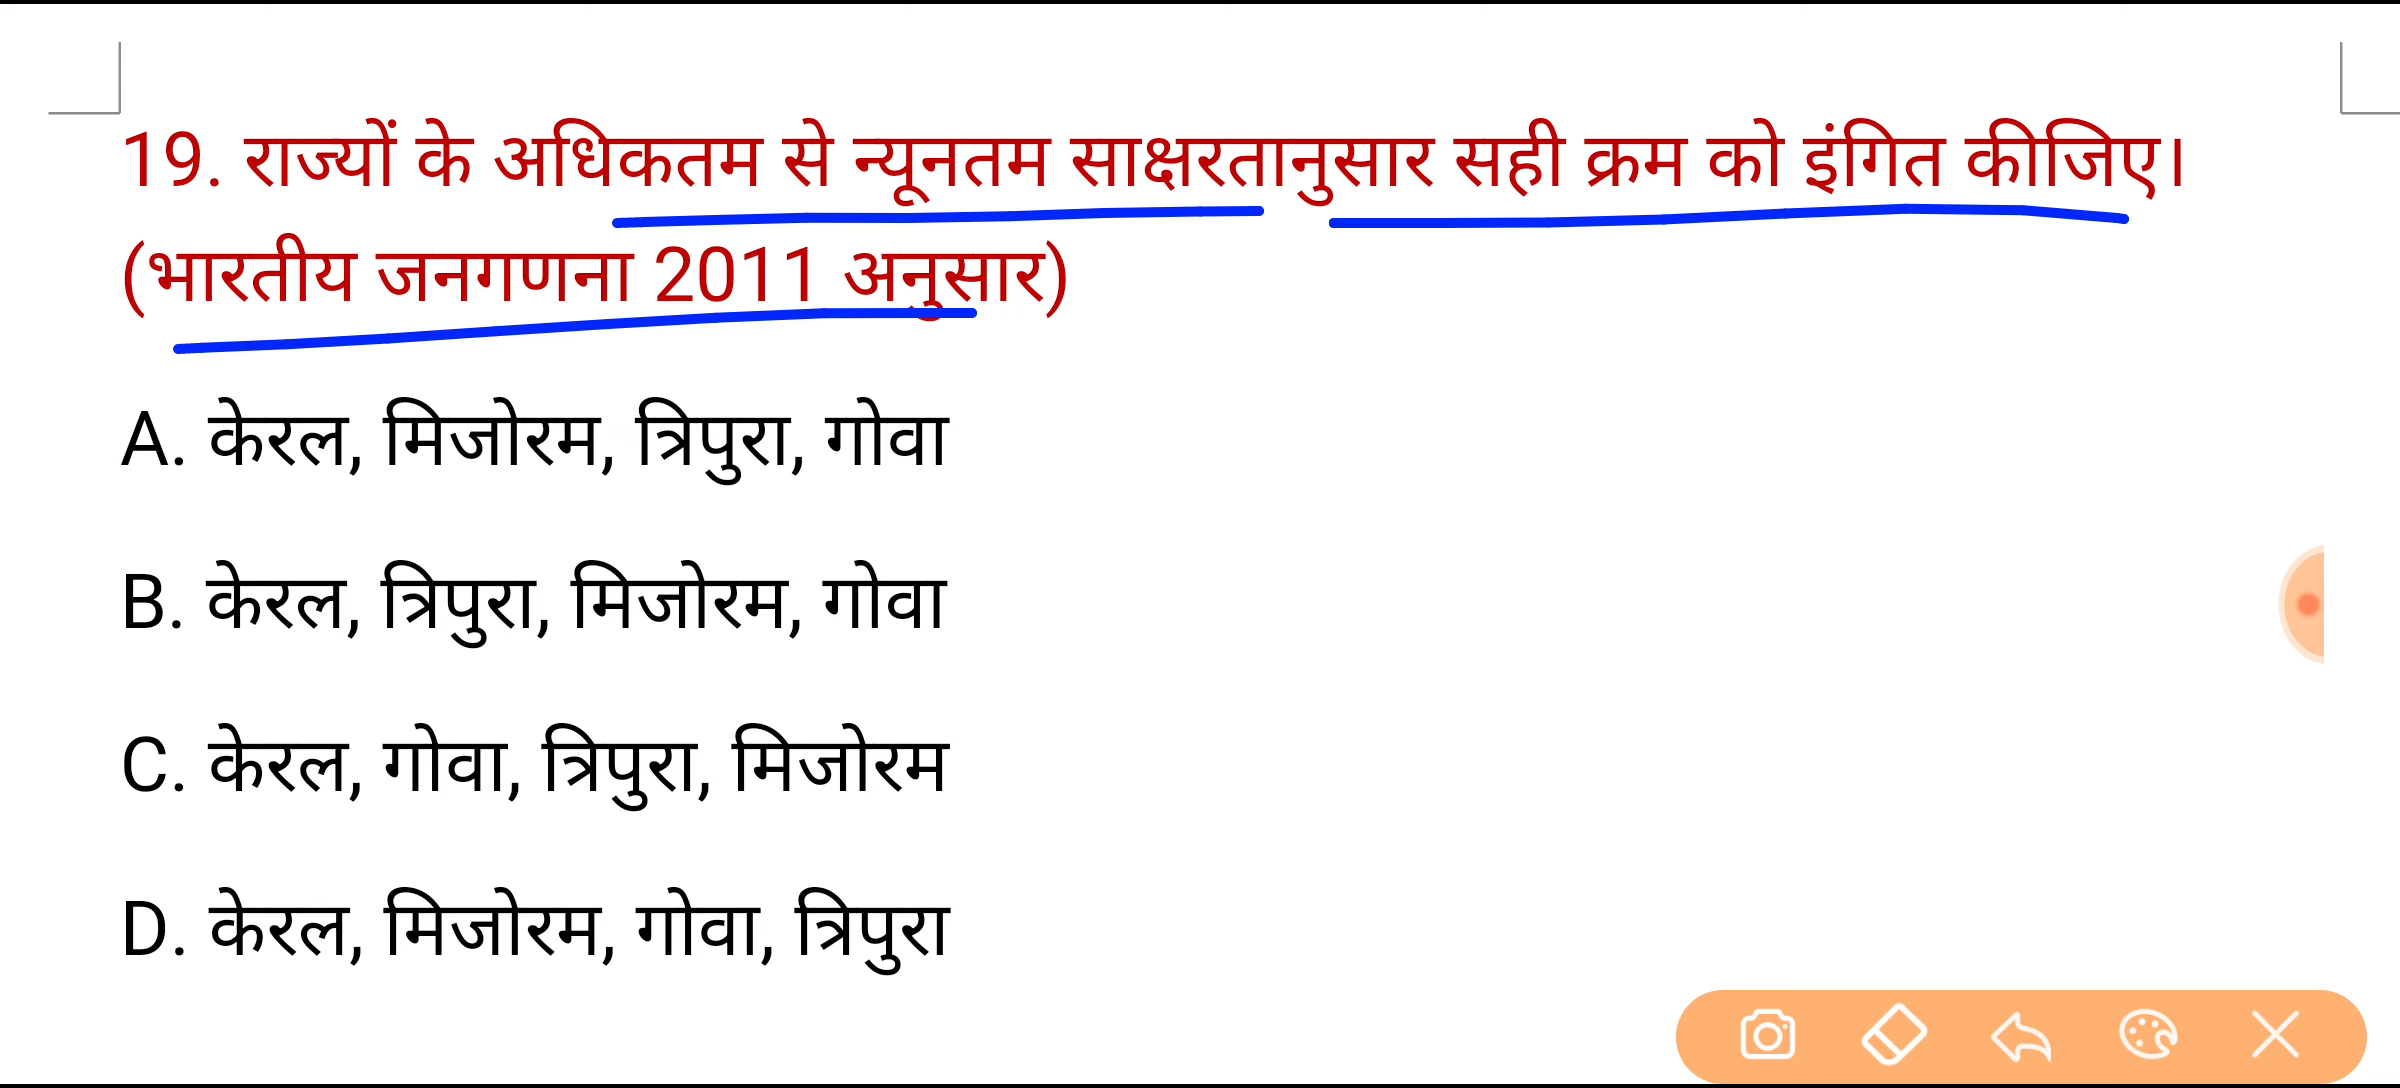 19. राज्यों के अधिकतम से न्यूनतम साक्षरतानुसार सही क्रम को इंगित कीजिए।
(भारतीय जनगणना 2011 अनुसार)
A. केरल, मिजोरम, त्रिपुरा, गोवा
B. केरल, त्रिपुरा, मिजोरम, गोवा
C. केरल, गोवा, त्रिपुरा, मिजोरम
D. केरल, मिजोरम, गोवा, त्रिपुरा